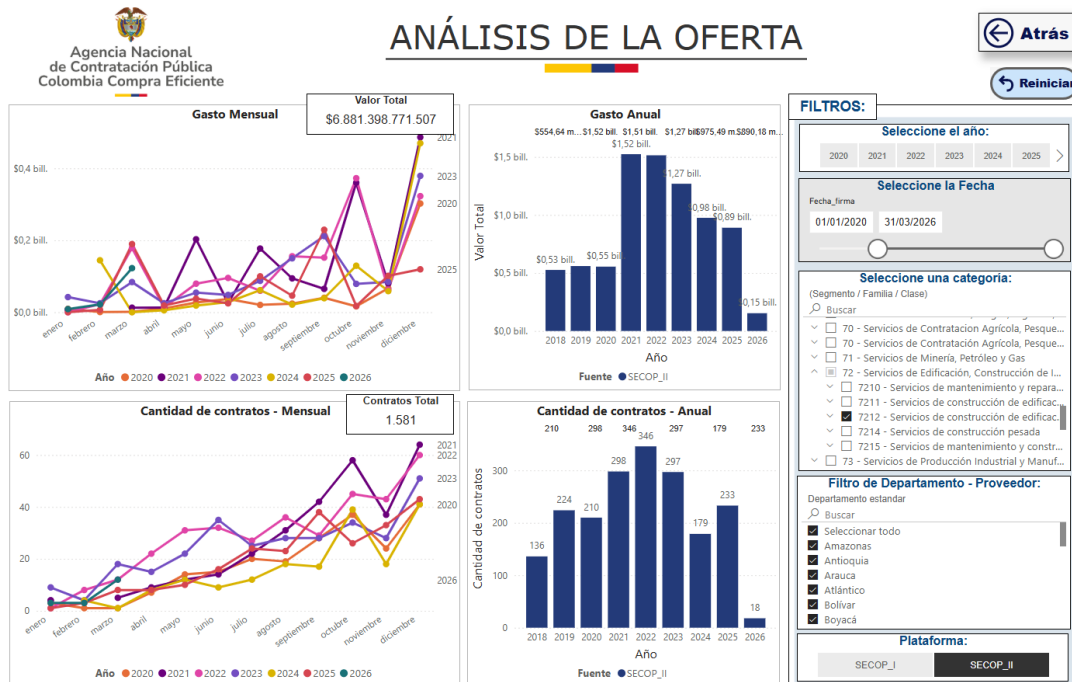 Agencia Nacional
de Contratación Pública
Colombia Compra Eficiente
ANÁLISIS DE LA OFERTA
Atrás
Reiniciar
Gasto Mensual
Valor Total
$6.881.398.771.507
$0,4 bill.
$0,2 bill.
$0,0 bill.
2021
2023
2020
2025
enero
febrero
marzo
abril
mayo
junio
julio
agosto
septiembre
octubre
noviembre
diciembre
Año 2020 2021 2022 2023 2024 2025 2026
Gasto Anual
$554,64 m... $1,52 bill. $1,51 bill. $1,27 bill. $975,49 m... $890,18 m...
$1,52 bill.
$1,27 bill.
$0,98 bill.
$0,89 bill.
$0,53 bill.
$0,55 bill.
$0,15 bill.
Valor Total
$1,5 bill.
$1,0 bill.
$0,5 bill.
$0,0 bill.
2018 2019 2020 2021 2022 2023 2024 2025 2026
Año
Fuente SECOP_II
Cantidad de contratos - Mensual
Contratos Total
1.581
60
40
20
0
2021
2022
2023
2020
2026
enero
febrero
marzo
abril
mayo
junio
julio
agosto
septiembre
octubre
noviembre
diciembre
Año 2020 2021 2022 2023 2024 2025 2026
Cantidad de contratos - Anual
210 298 346 297 179 233
Cantidad de contratos
300
200
100
0
136
224
210
298
346
297
179
233
18
2018 2019 2020 2021 2022 2023 2024 2025 2026
Año
Fuente SECOP_II
FILTROS:
Seleccione el año:
2020 2021 2022 2023 2024 2025
Seleccione la Fecha
Fecha_firma
01/01/2020 31/03/2026
Seleccione una categoria:
(Segmento / Familia / Clase)
Buscar
70 - Servicios de Contratacion Agrícola, Pesque...
70 - Servicios de Contratación Agrícola, Pesque...
71 - Servicios de Minería, Petróleo y Gas
72 - Servicios de Edificación, Construcción de I...
7210 - Servicios de mantenimiento y repara...
7211 - Servicios de construcción de edificac...
7212 - Servicios de construcción de edificac...
7214 - Servicios de construcción pesada
7215 - Servicios de mantenimiento y constr...
73 - Servicios de Producción Industrial y Manuf...
Filtro de Departamento - Proveedor:
Departamento estandar
Buscar
Seleccionar todo
Amazonas
Antioquia
Arauca
Atlántico
Bolívar
Boyacá
Plataforma:
SECOP_I SECOP_II